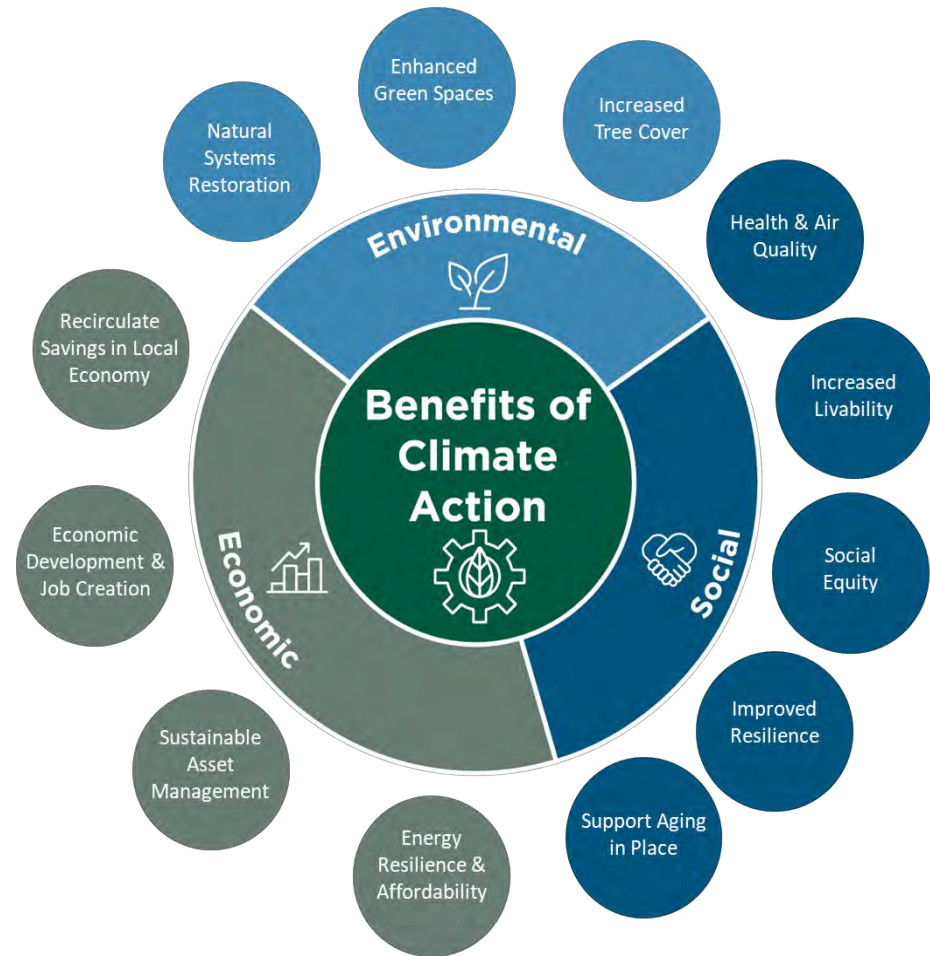 Benefits of
Climate
Action
Environmental
Natural
Systems
Restoration
Enhanced
Green Spaces
Increased
Tree Cover
Social
Health & Air
Quality
Increased
Livability
Social
Equity
Improved
Resilience
Support Aging
in Place
Economic
Energy
Resilience &
Affordability
Sustainable
Asset
Management
Economic
Development &
Job Creation
Recirculate
Savings in Local
Economy